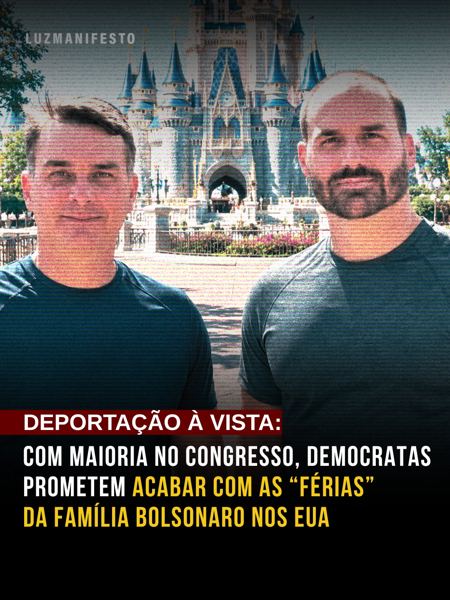 LUZMANIFESTO
DEPORTAÇÃO À VISTA:
COM MAIORIA NO CONGRESSO, DEMOCRATAS
PROMETEM ACABAR COM AS “FÉRIAS”
DA FAMÍLIA BOLSONARO NOS EUA